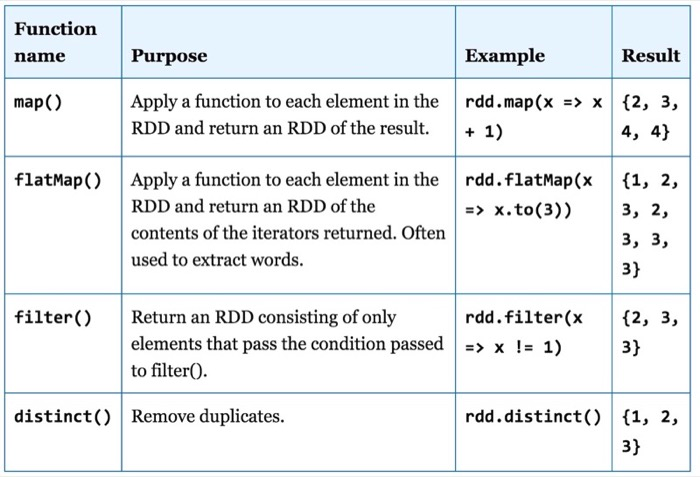 Function name
Purpose
Example
Result
map()
Apply a function to each element in the
RDD and return an RDD of the result.
rdd.map(x => x
+ 1)
{2, 3,
4, 4}
flatMap()
Apply a function to each element in the
RDD and return an RDD of the
contents of the iterators returned. Often
used to extract words.
rdd.flatMap(x
=> x.to(3))
{1, 2,
3, 2,
3, 3,
3}
filter()
Return an RDD consisting of only
elements that pass the condition passed
to filter().
rdd.filter(x
=> x != 1)
{2, 3,
3}
distinct()
Remove duplicates.
rdd.distinct()
{1, 2,
3}